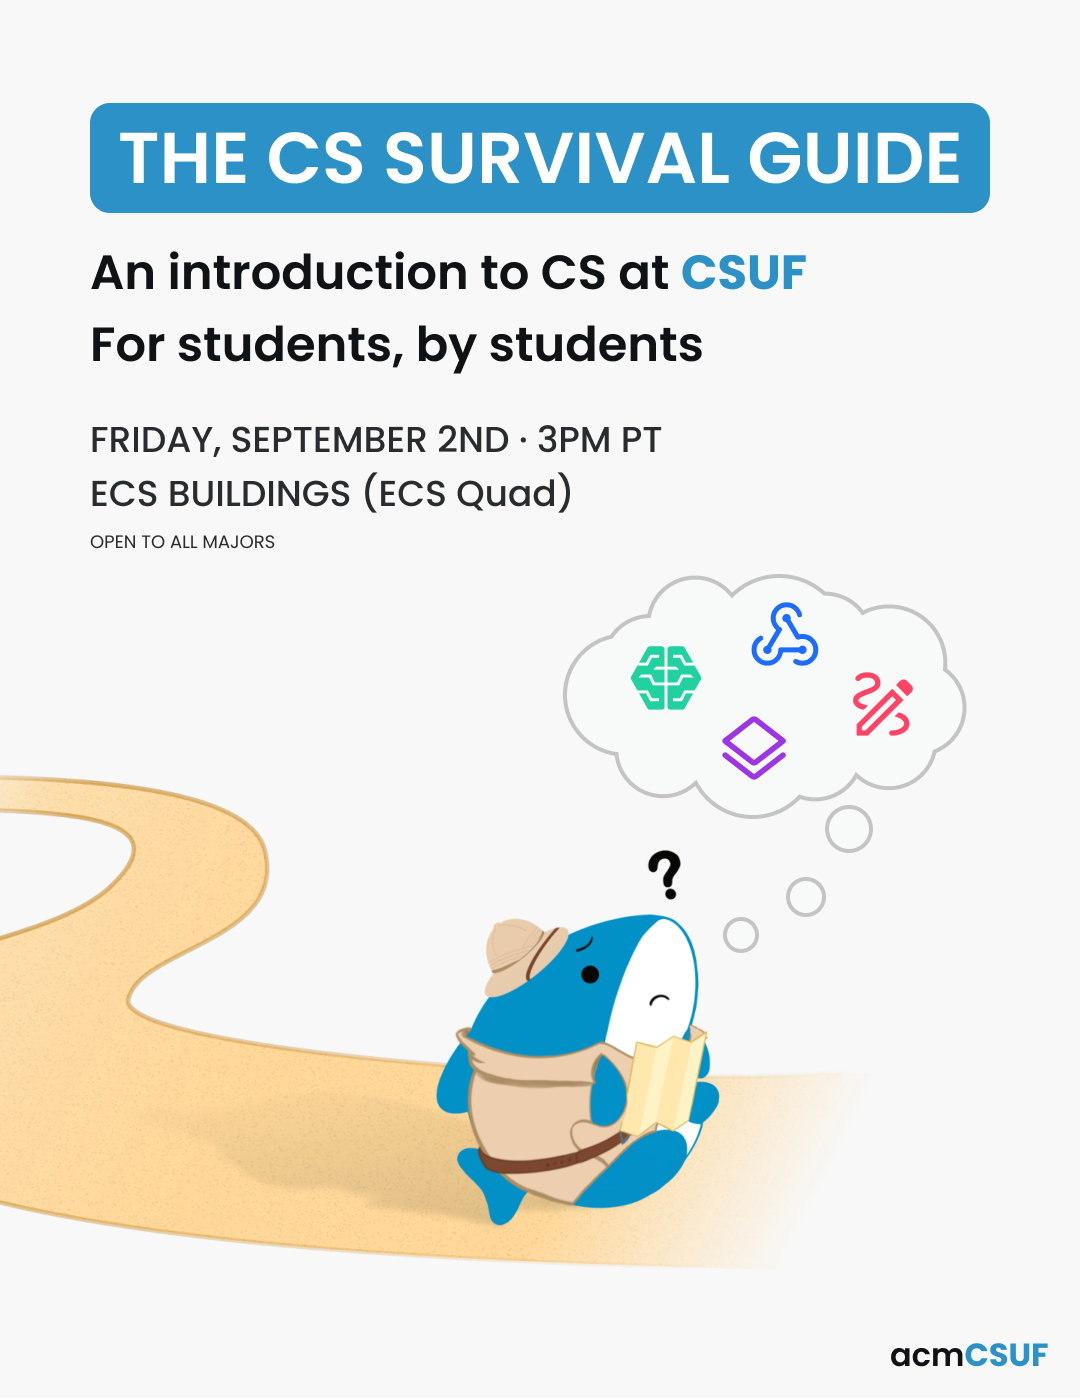 THE CS SURVIVAL GUIDE
An introduction to CS at CSUF
For students, by students
FRIDAY, SEPTEMBER 2ND · 3PM PT
ECS BUILDINGS (ECS Quad)
OPEN TO ALL MAJORS
?
acmCSUF